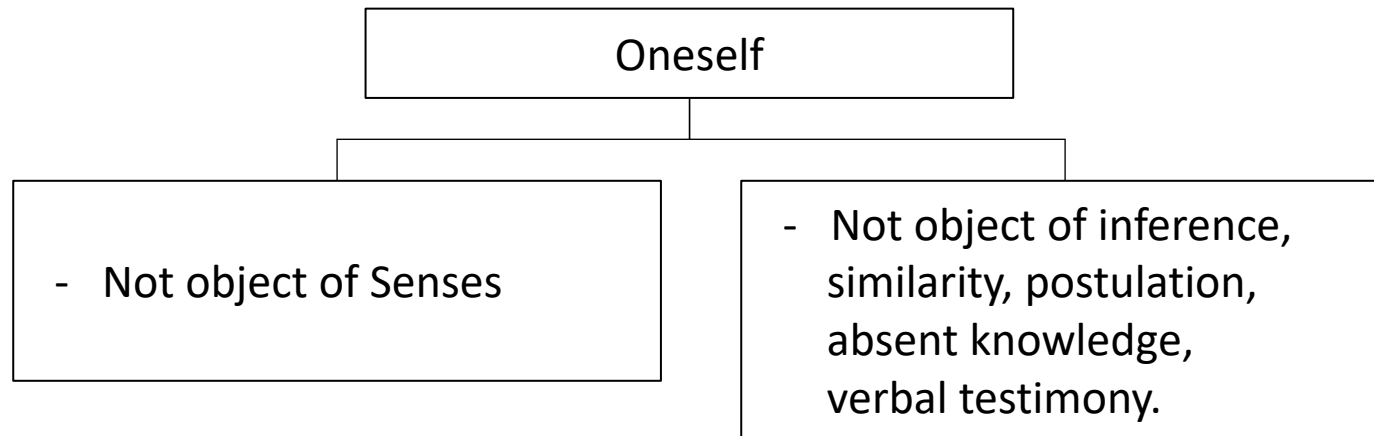 Oneself
- Not object of Senses
- Not object of inference,
similarity, postulation,
absent knowledge,
verbal testimony.